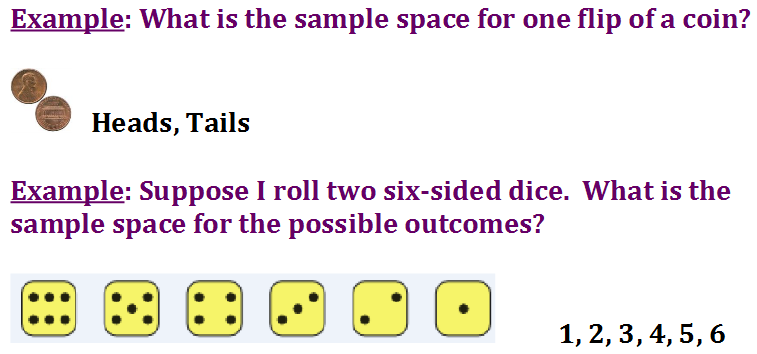 Example: What is the sample space for one flip of a coin?
Heads, Tails
Example: Suppose I roll two six-sided dice.  What is the
sample space for the possible outcomes?
1, 2, 3, 4, 5, 6